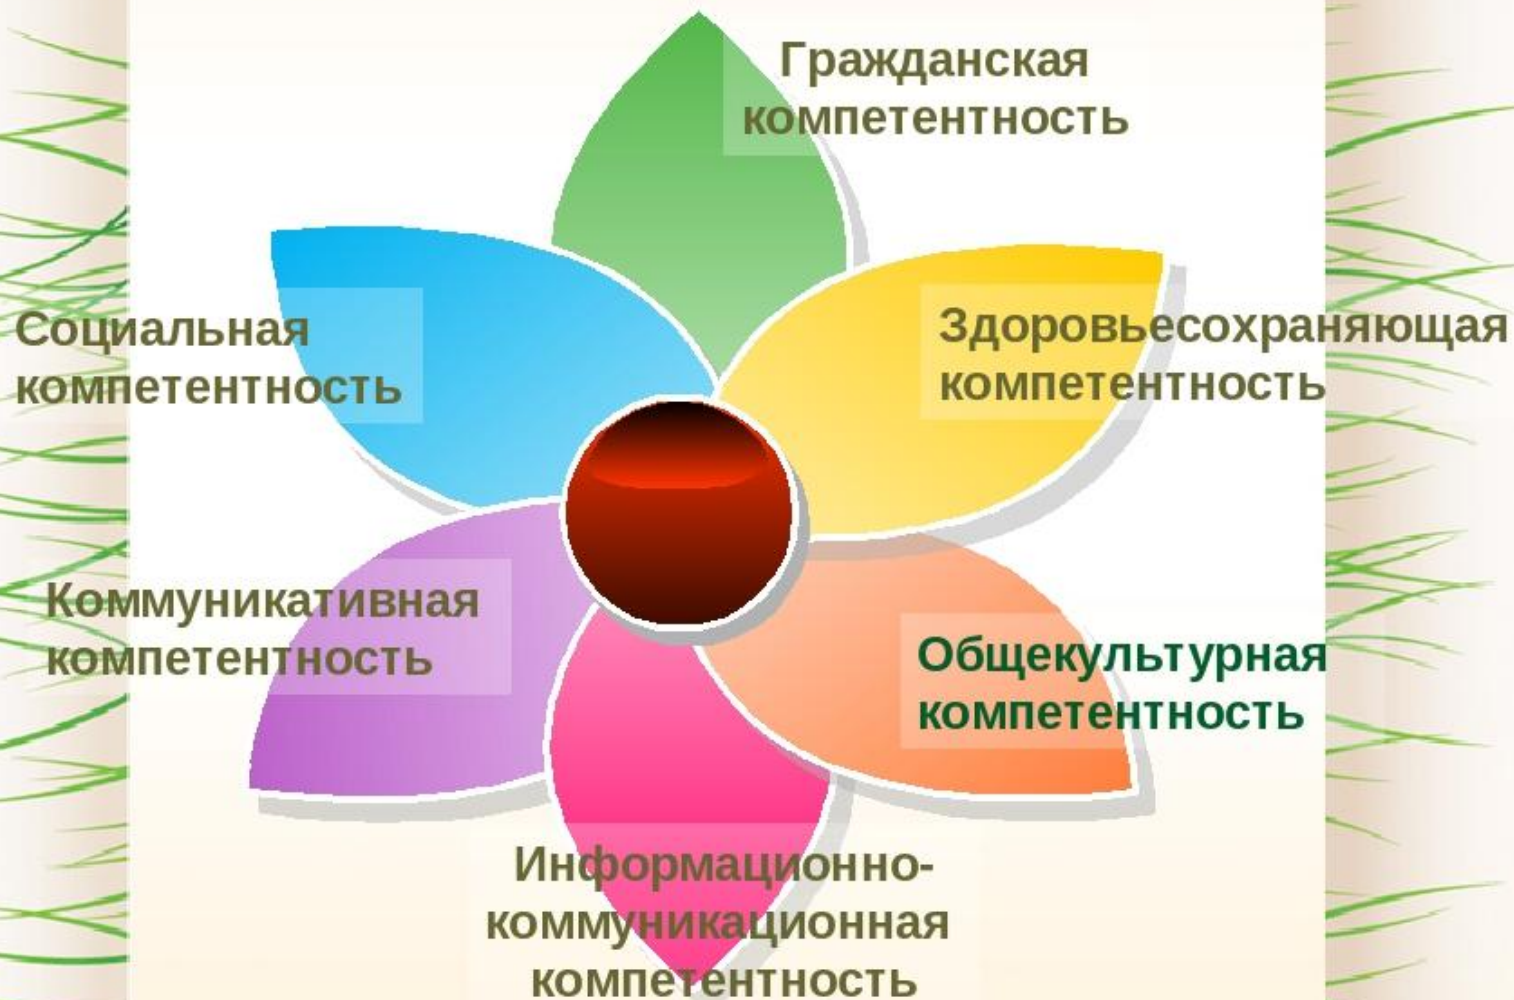 Гражданская
компетентность
Социальная
компетентность
Здоровьесохраняющая
компетентность
Коммуникативная
компетентность
Общекультурная
компетентность
Информационно-
коммуникационная
компетентность